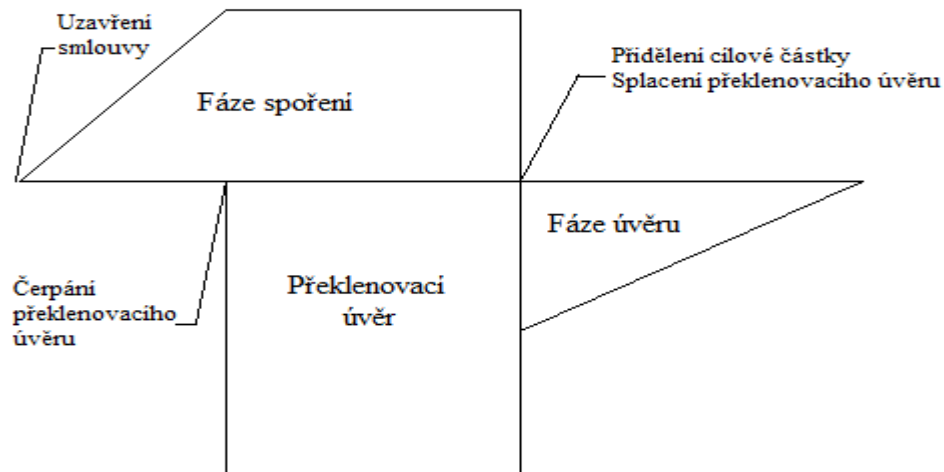 Uzavření
smlouvy
Přidělení cílové částky
Splacení překlenovacího úvěru
Fáze spoření
Fáze úvěru
Čerpání
překlenovacího
úvěru
Překlenovací
úvěr